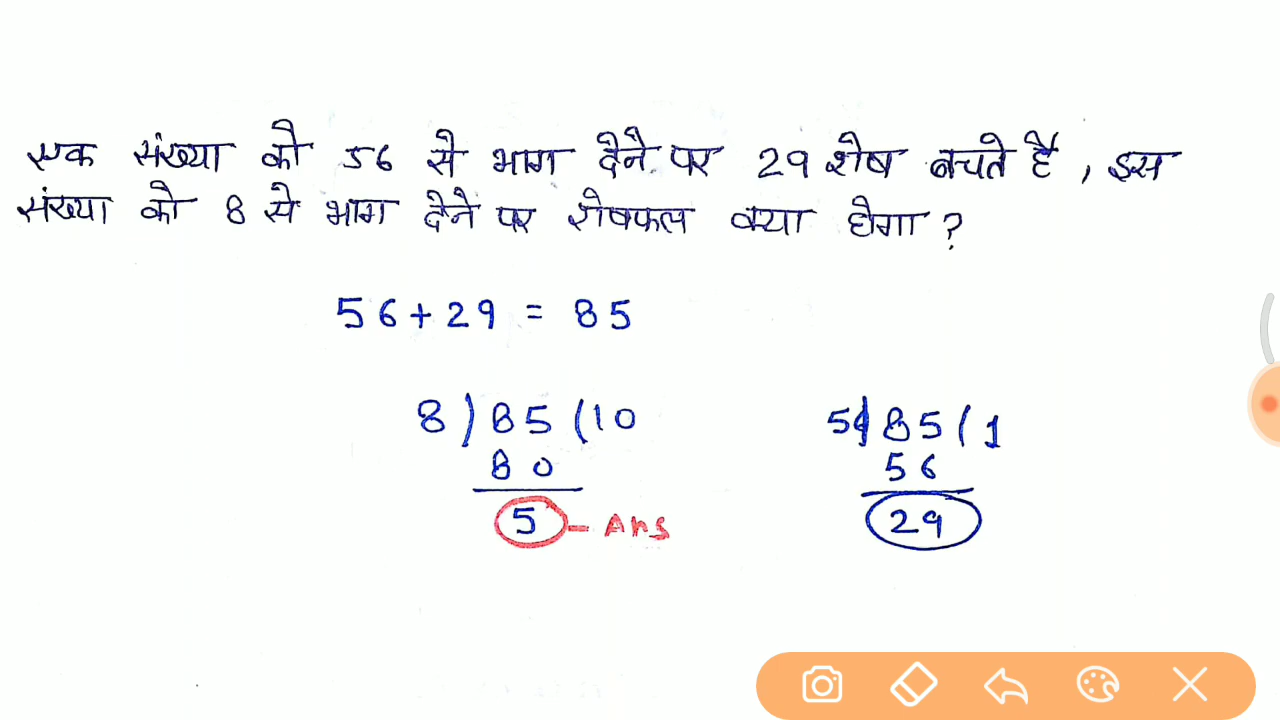 एक संख्या को 56 से भाग देने पर 29 शेष बचते है , इस
संख्या को 8 से भाग देने पर शेषफल क्या होगा ?
56 + 29 = 85
8 ) 85 ( 10
80
5 - Ans
56) 85 ( 1
56
29